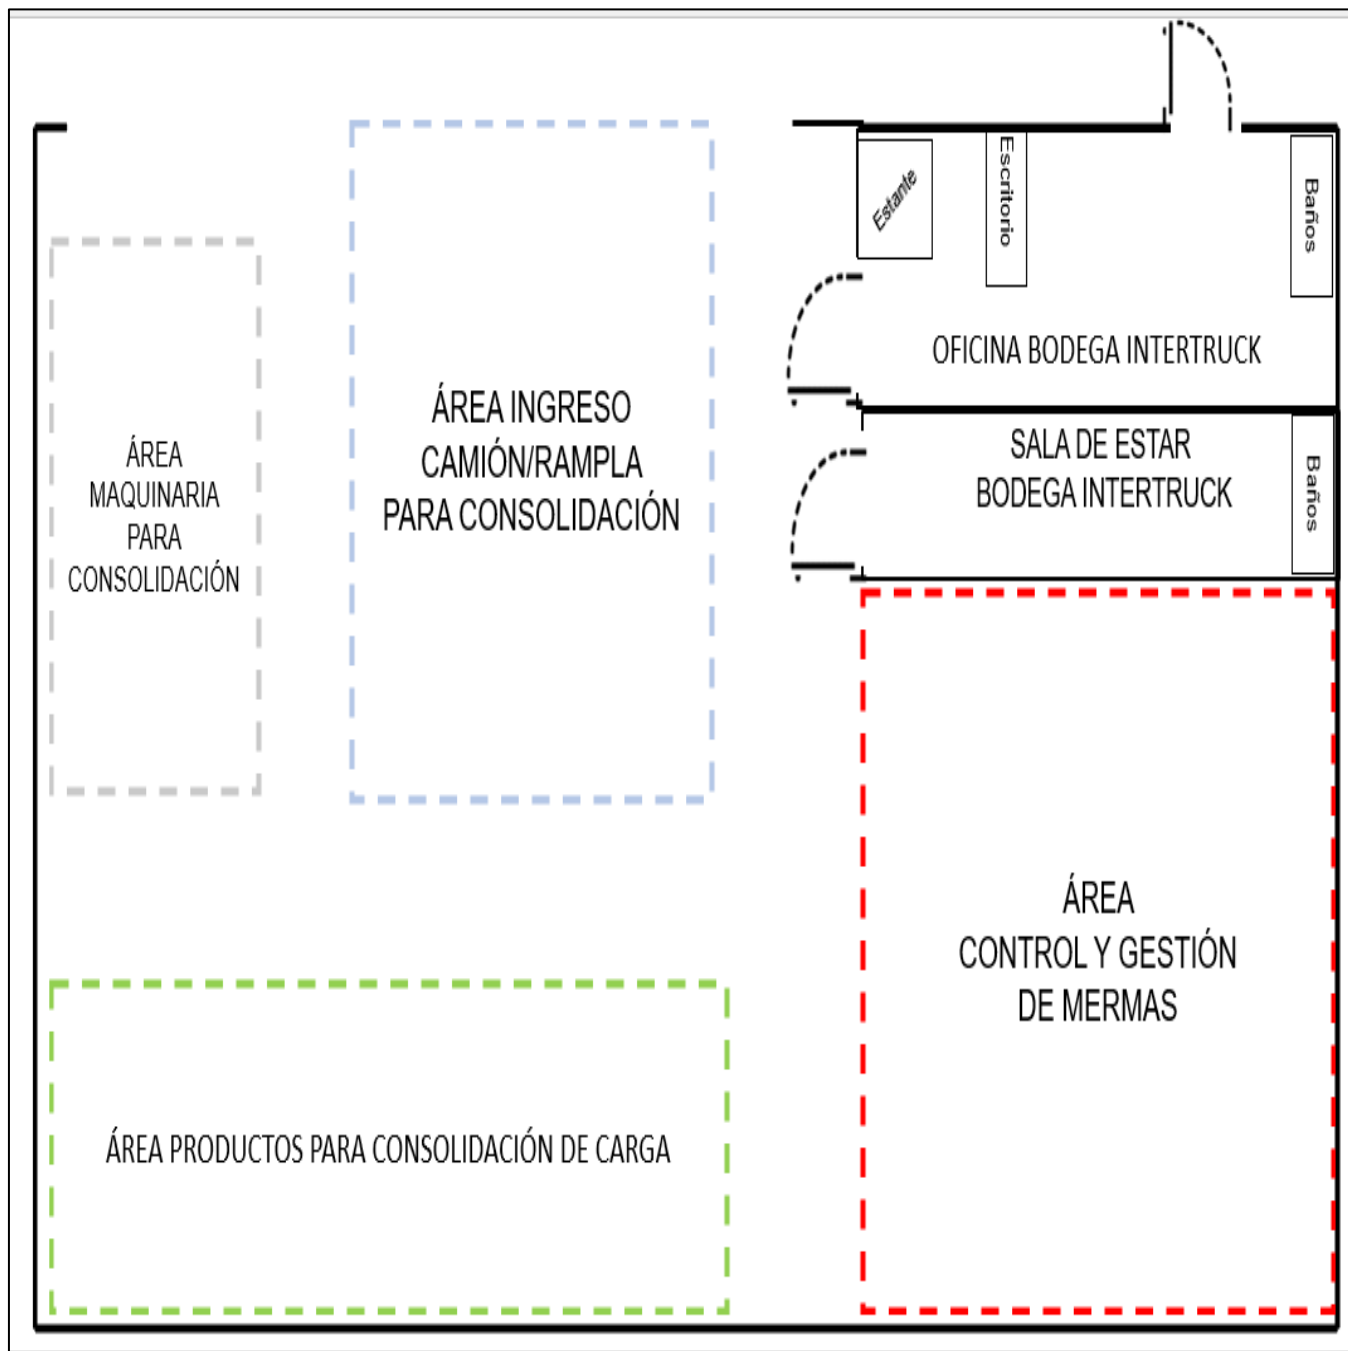 Estante
Escritorio
Baños
OFICINA BODEGA INTERTRUCK
ÁREA INGRESO
CAMIÓN/RAMPLA
PARA CONSOLIDACIÓN
ÁREA
MAQUINARIA
PARA
CONSOLIDACIÓN
SALA DE ESTAR
BODEGA INTERTRUCK
Baños
ÁREA
CONTROL Y GESTIÓN
DE MERMAS
ÁREA PRODUCTOS PARA CONSOLIDACIÓN DE CARGA